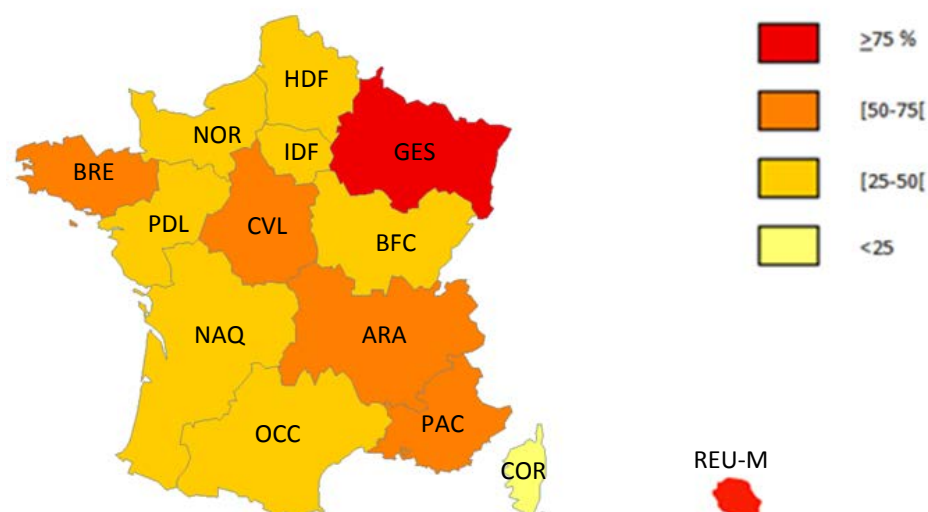 ≥75 %
HDF
[50-75[
NOR
IDF
GES
BRE
[25-50[
PDL
CVL
BFC
<25
NAQ
ARA
OCC
PAC
COR
REU-M